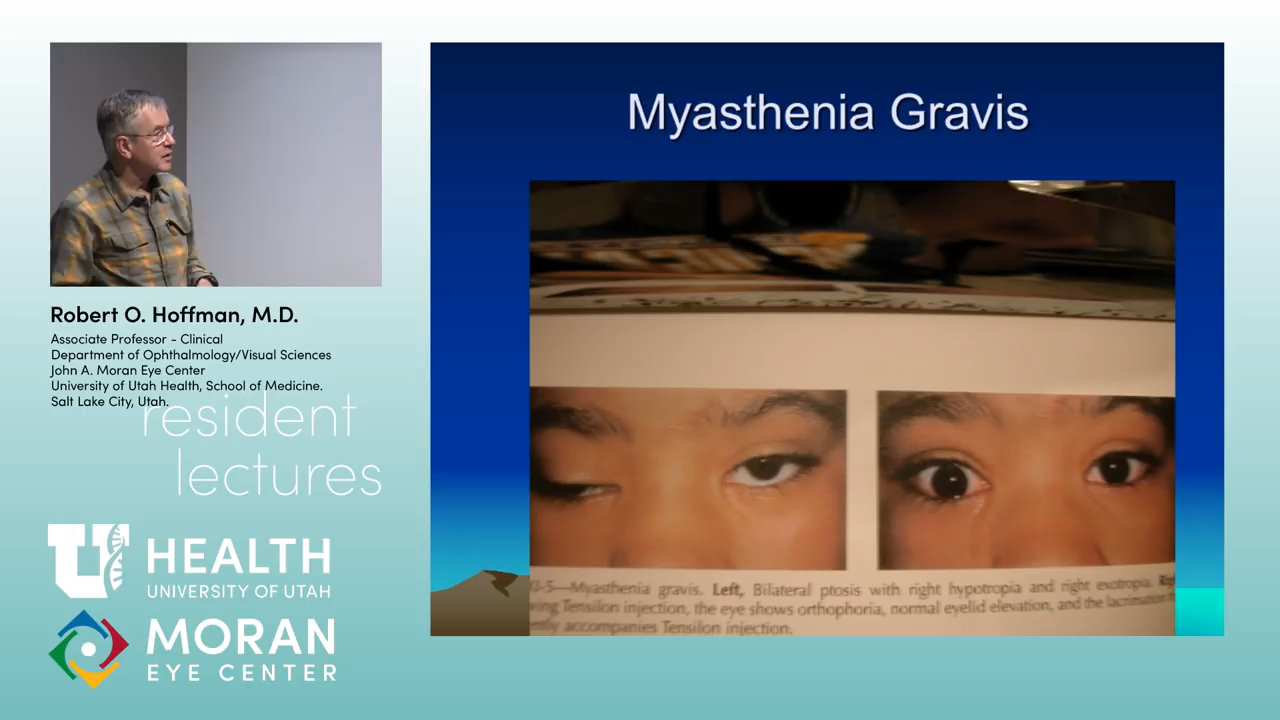 Myasthenia Gravis
Robert O. Hoffman, M.D.
Associate Professor - Clinical
Department of Ophthalmology/Visual Sciences
John A. Moran Eye Center
University of Utah Health, School of Medicine.
Salt Lake City, Utah.
resident
lectures
U HEALTH
UNIVERSITY OF UTAH
MORAN
EYE CENTER
-5—Myasthenia gravis. Left, Bilateral ptosis with right hypotropia and right exotropia.
Tensilon injection, the eye shows orthophoria, normal eyelid elevation, and the lacrimation
accompanies Tensilon injection.